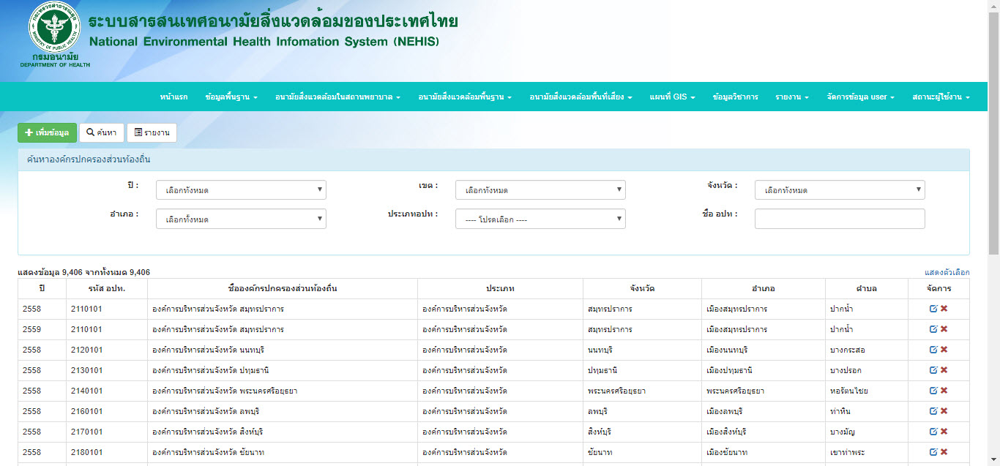 ระบบสารสนเทศอนามัยสิ่งแวดล้อมของประเทศไทย
National Environmental Health Infomation System (NEHIS)
กระทรวงสาธารณสุข
MINISTRY OF PUBLIC HEALTH
กรมอนามัย
DEPARTMENT OF HEALTH
หน้าแรก ข้อมูลพื้นฐาน อนามัยสิ่งแวดล้อมในสถานพยาบาล อนามัยสิ่งแวดล้อมพื้นฐาน อนามัยสิ่งแวดล้อมพื้นที่เสี่ยง แผนที่ GIS ข้อมูลวิชาการ รายงาน จัดการข้อมูล user สถานะผู้ใช้งาน
เพิ่มข้อมูล ค้นหา รายงาน
ค้นหาองค์กรปกครองส่วนท้องถิ่น
ปี : เลือกทั้งหมด เขต : เลือกทั้งหมด จังหวัด : เลือกทั้งหมด
อำเภอ : เลือกทั้งหมด ประเภทอปท : ---- โปรดเลือก ---- ชื่อ อปท :
แสดงข้อมูล 9,406 จากทั้งหมด 9,406 แสดงตัวเลือก
ปี รหัส อปท. ชื่อองค์กรปกครองส่วนท้องถิ่น ประเภท จังหวัด อำเภอ ตำบล จัดการ
2558 2110101 องค์การบริหารส่วนจังหวัด สมุทรปราการ องค์การบริหารส่วนจังหวัด สมุทรปราการ เมืองสมุทรปราการ ปากน้ำ
2559 2110101 องค์การบริหารส่วนจังหวัด สมุทรปราการ องค์การบริหารส่วนจังหวัด สมุทรปราการ เมืองสมุทรปราการ ปากน้ำ
2558 2120101 องค์การบริหารส่วนจังหวัด นนทบุรี องค์การบริหารส่วนจังหวัด นนทบุรี เมืองนนทบุรี บางกระสอ
2558 2130101 องค์การบริหารส่วนจังหวัด ปทุมธานี องค์การบริหารส่วนจังหวัด ปทุมธานี เมืองปทุมธานี บางปรอก
2558 2140101 องค์การบริหารส่วนจังหวัด พระนครศรีอยุธยา องค์การบริหารส่วนจังหวัด พระนครศรีอยุธยา พระนครศรีอยุธยา หอรัตนไชย
2558 2160101 องค์การบริหารส่วนจังหวัด ลพบุรี องค์การบริหารส่วนจังหวัด ลพบุรี เมืองลพบุรี ท่าหิน
2558 2170101 องค์การบริหารส่วนจังหวัด สิงห์บุรี องค์การบริหารส่วนจังหวัด สิงห์บุรี เมืองสิงห์บุรี บางมัญ
2558 2180101 องค์การบริหารส่วนจังหวัด ชัยนาท องค์การบริหารส่วนจังหวัด ชัยนาท เมืองชัยนาท เขาท่าพระ